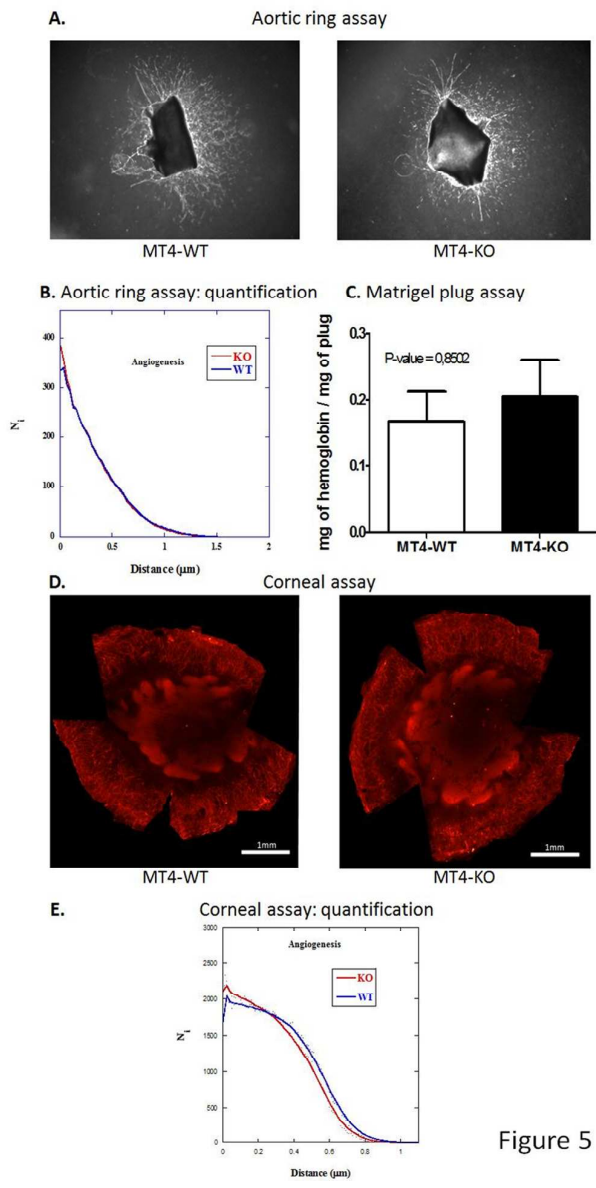 A. Aortic ring assay
MT4-WT
MT4-KO
B. Aortic ring assay: quantification
Angiogenesis
KO
WT
400
300
200
100
0
N_i
0 0.5 1 1.5 2
Distance (µm)
C. Matrigel plug assay
P-value = 0,8502
0.3
0.2
0.1
0.0
mg of hemoglobin / mg of plug
MT4-WT MT4-KO
D. Corneal assay
1mm
1mm
MT4-WT
MT4-KO
E. Corneal assay: quantification
Angiogenesis
KO
WT
3000
2500
2000
1500
1000
500
0
N_i
0 0.2 0.4 0.6 0.8 1
Distance (µm)
Figure 5